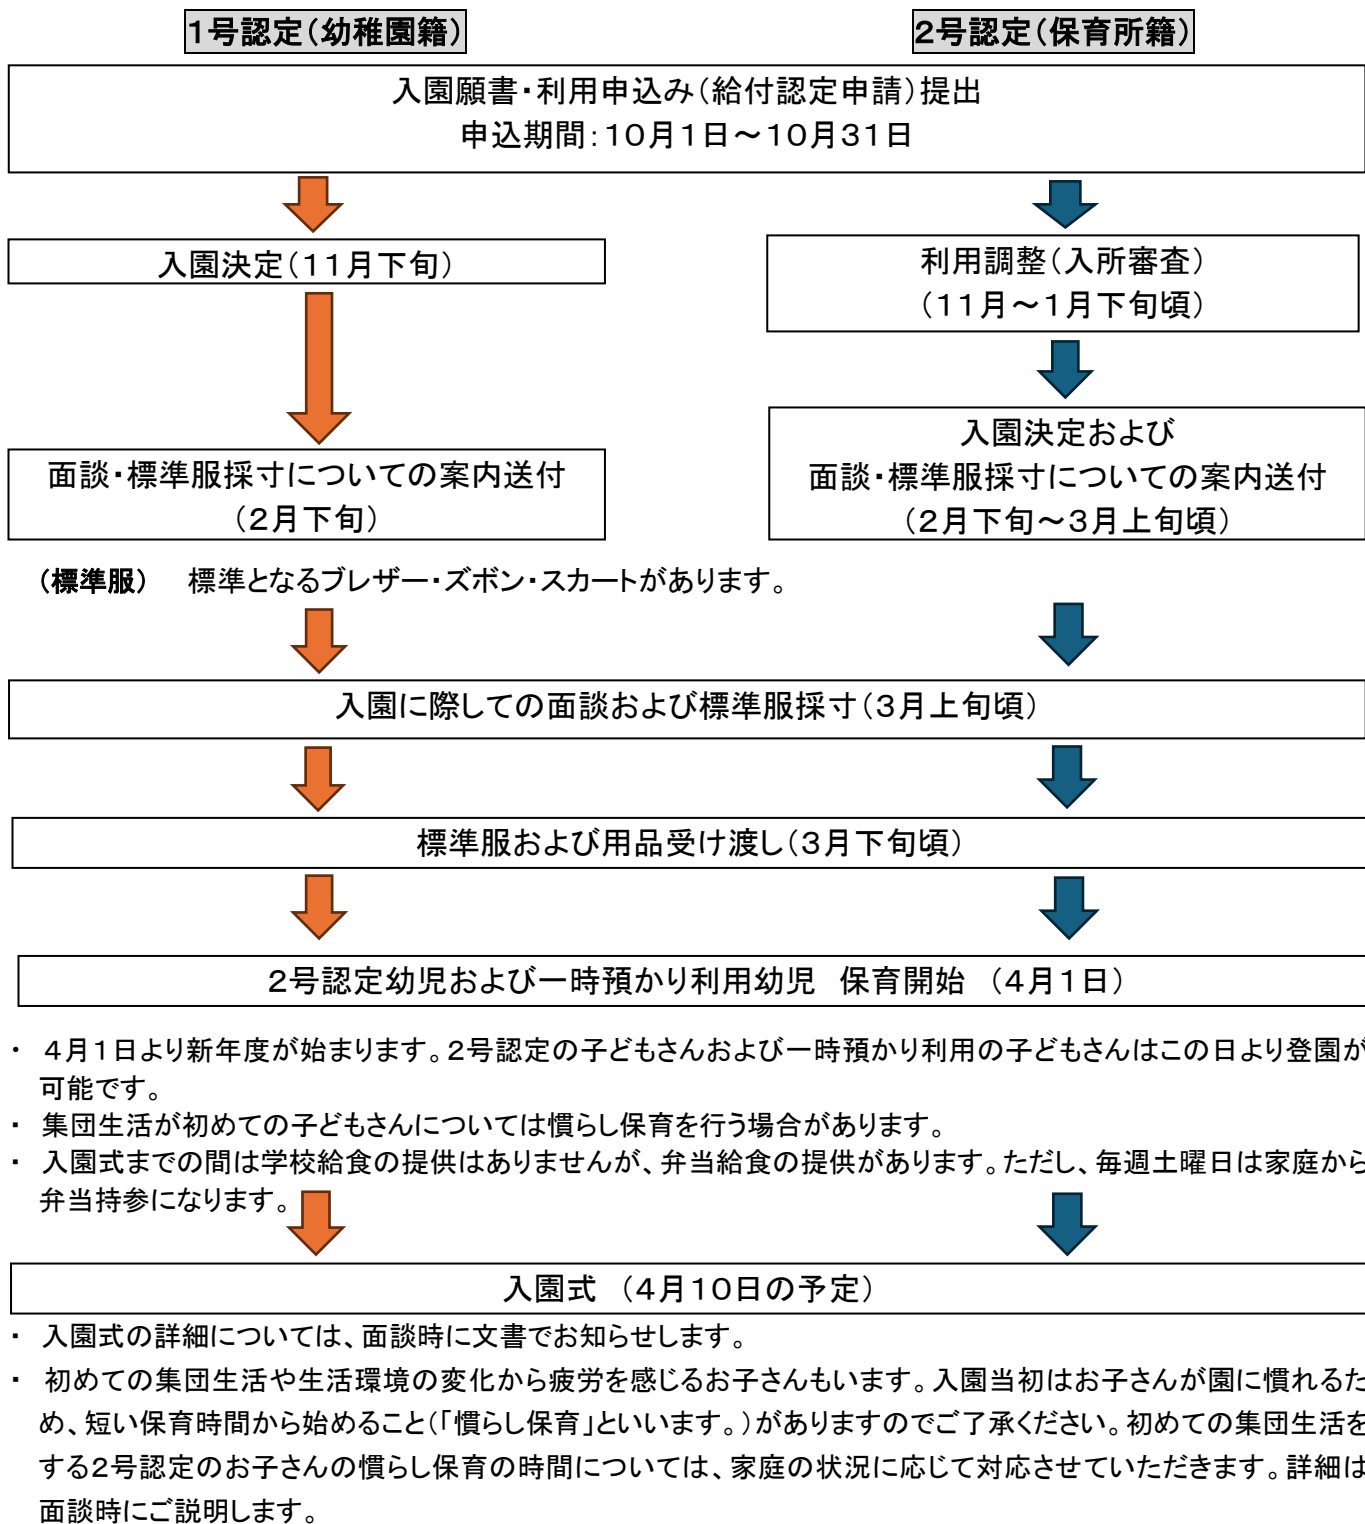 1号認定(幼稚園籍)
2号認定(保育所籍)
入園願書・利用申込み(給付認定申請)提出
申込期間:10月1日～10月31日
入園決定(11月下旬)
利用調整(入所審査)
(11月～1月下旬頃)
面談・標準服採寸についての案内送付
(2月下旬)
入園決定および
面談・標準服採寸についての案内送付
(2月下旬～3月上旬頃)
(標準服)　標準となるブレザー・ズボン・スカートがあります。
入園に際しての面談および標準服採寸(3月上旬頃)
標準服および用品受け渡し(3月下旬頃)
2号認定幼児および一時預かり利用幼児　保育開始　(4月1日)
・ 4月1日より新年度が始まります。2号認定の子どもさんおよび一時預かり利用の子どもさんはこの日より登園が
可能です。
・ 集団生活が初めての子どもさんについては慣らし保育を行う場合があります。
・ 入園式までの間は学校給食の提供はありませんが、弁当給食の提供があります。ただし、毎週土曜日は家庭から
弁当持参になります。
入園式　(4月10日の予定)
・ 入園式の詳細については、面談時に文書でお知らせします。
・ 初めての集団生活や生活環境の変化から疲労を感じるお子さんもいます。入園当初はお子さんが園に慣れるた
め、短い保育時間から始めること(「慣らし保育」といいます。)がありますのでご了承ください。初めての集団生活を
する2号認定のお子さんの慣らし保育の時間については、家庭の状況に応じて対応させていただきます。詳細は
面談時にご説明します。